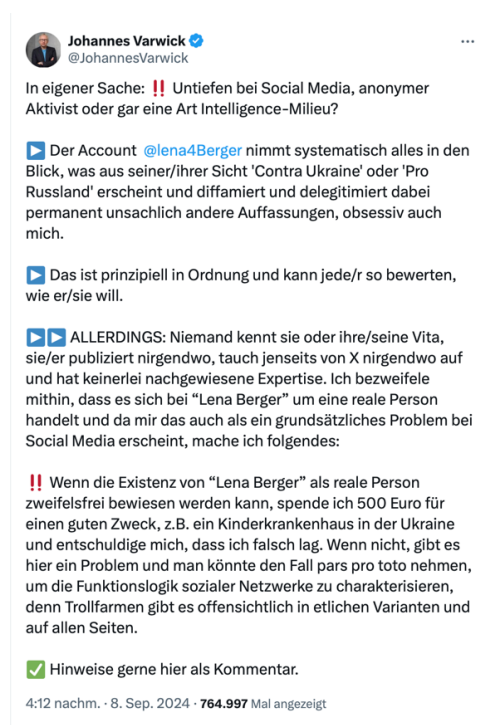 Johannes Varwick
@JohannesVarwick
In eigener Sache: ‼️ Untiefen bei Social Media, anonymer
Aktivist oder gar eine Art Intelligence-Milieu?
▶️ Der Account @lena4Berger nimmt systematisch alles in den
Blick, was aus seiner/ihrer Sicht 'Contra Ukraine' oder 'Pro
Russland' erscheint und diffamiert und delegitimiert dabei
permanent unsachlich andere Auffassungen, obsessiv auch
mich.
▶️ Das ist prinzipiell in Ordnung und kann jede/r so bewerten,
wie er/sie will.
▶️▶️ ALLERDINGS: Niemand kennt sie oder ihre/seine Vita,
sie/er publiziert nirgendwo, tauch jenseits von X nirgendwo auf
und hat keinerlei nachgewiesene Expertise. Ich bezweifele
mithin, dass es sich bei “Lena Berger” um eine reale Person
handelt und da mir das auch als ein grundsätzliches Problem bei
Social Media erscheint, mache ich folgendes:
‼️ Wenn die Existenz von “Lena Berger” als reale Person
zweifelsfrei bewiesen werden kann, spende ich 500 Euro für
einen guten Zweck, z.B. ein Kinderkrankenhaus in der Ukraine
und entschuldige mich, dass ich falsch lag. Wenn nicht, gibt es
hier ein Problem und man könnte den Fall pars pro toto nehmen,
um die Funktionslogik sozialer Netzwerke zu charakterisieren,
denn Trollfarmen gibt es offensichtlich in etlichen Varianten und
auf allen Seiten.
✅ Hinweise gerne hier als Kommentar.
4:12 nachm. · 8. Sep. 2024 · 764.997 Mal angezeigt